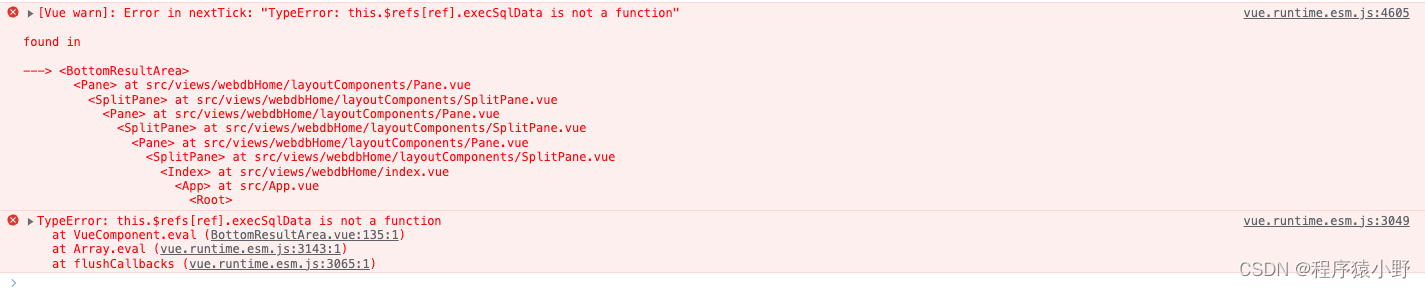 [Vue warn]: Error in nextTick: "TypeError: this.$refs[ref].execSqlData is not a function" vue.runtime.esm.js:4605
found in
---> <BottomResultArea>
<Pane> at src/views/webdbHome/layoutComponents/Pane.vue
<SplitPane> at src/views/webdbHome/layoutComponents/SplitPane.vue
<Pane> at src/views/webdbHome/layoutComponents/Pane.vue
<SplitPane> at src/views/webdbHome/layoutComponents/SplitPane.vue
<Pane> at src/views/webdbHome/layoutComponents/Pane.vue
<SplitPane> at src/views/webdbHome/layoutComponents/SplitPane.vue
<Index> at src/views/webdbHome/index.vue
<App> at src/App.vue
<Root>
TypeError: this.$refs[ref].execSqlData is not a function vue.runtime.esm.js:3049
at VueComponent.eval (BottomResultArea.vue:135:1)
at Array.eval (vue.runtime.esm.js:3143:1)
at flushCallbacks (vue.runtime.esm.js:3065:1)
CSDN @程序猿小野